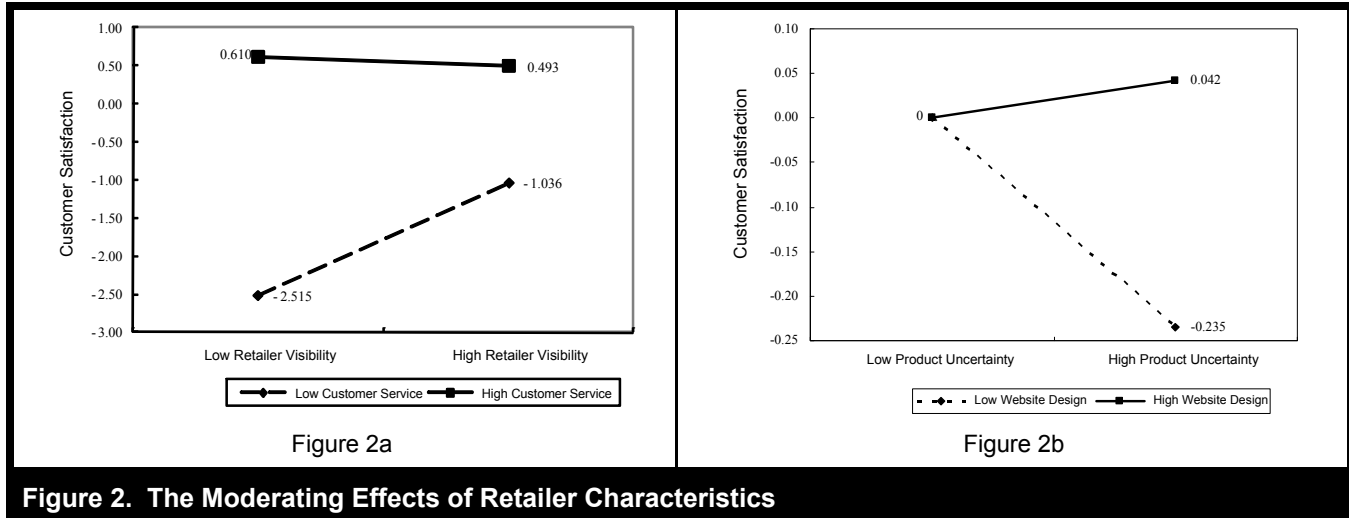 1.00
0.50
0.00
-0.50
-1.00
-1.50
-2.00
-2.50
-3.00
Customer Satisfaction
0.610
0.493
-1.036
-2.515
Low Retailer Visibility
High Retailer Visibility
Low Customer Service
High Customer Service
Figure 2a
0.10
0.05
0.00
-0.05
-0.10
-0.15
-0.20
-0.25
Customer Satisfaction
0
0.042
-0.235
Low Product Uncertainty
High Product Uncertainty
Low Website Design
High Website Design
Figure 2b
Figure 2. The Moderating Effects of Retailer Characteristics